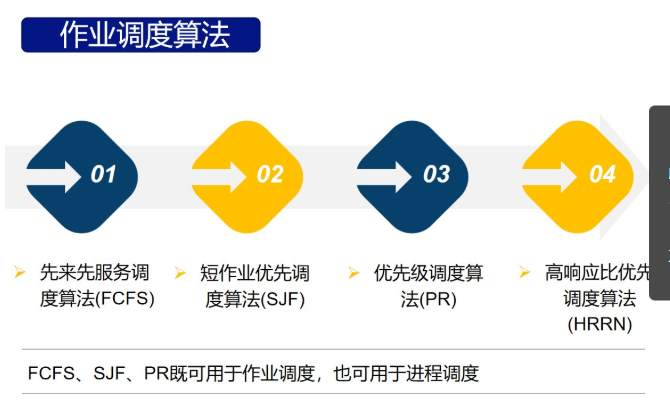 作业调度算法
01
02
03
04
先来先服务调
度算法(FCFS)
短作业优先调
度算法(SJF)
优先级调度算
法(PR)
高响应比优先
调度算法
(HRRN)
FCFS、SJF、PR既可用于作业调度，也可用于进程调度